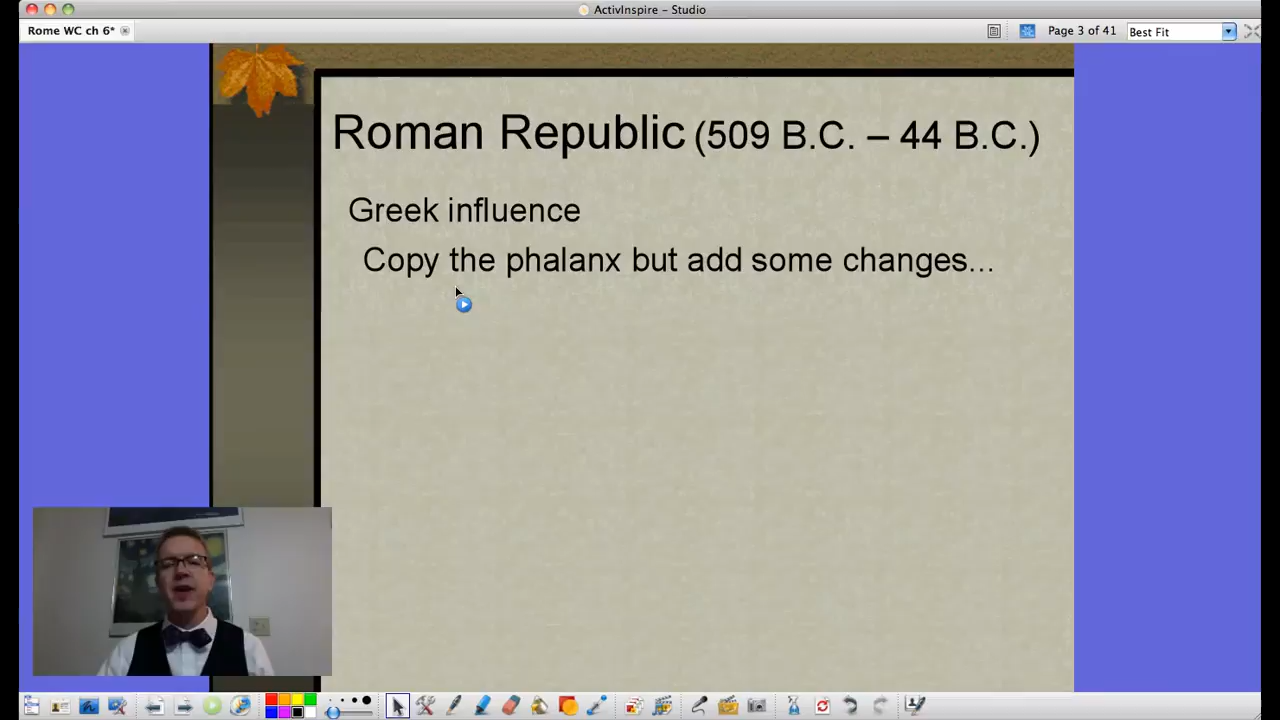 ActivInspire – Studio
Rome WC ch 6*
Page 3 of 41
Best Fit
Roman Republic (509 B.C. – 44 B.C.)
Greek influence
Copy the phalanx but add some changes...